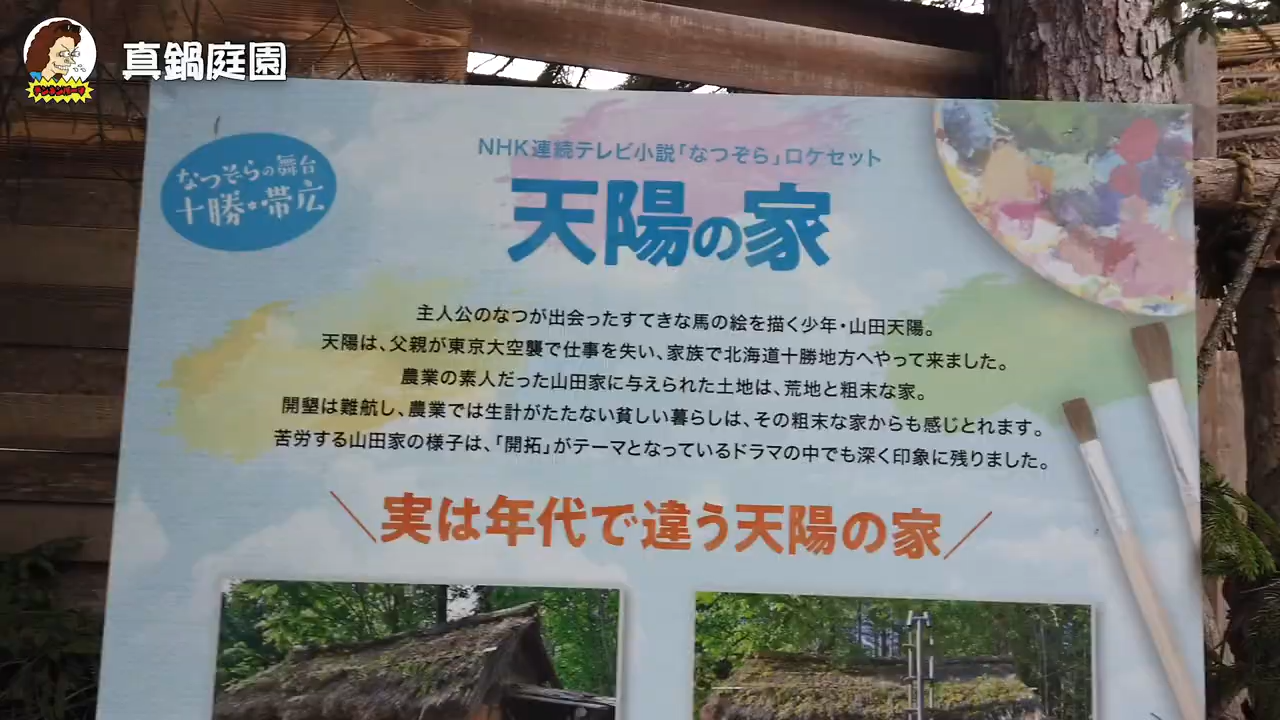 真鍋庭園
なつぞらの舞台
十勝・帯広
NHK連続テレビ小説「なつぞら」ロケセット
天陽の家
主人公のなつが出会ったすてきな馬の絵を描く少年・山田天陽。
天陽は、父親が東京大空襲で仕事を失い、家族で北海道十勝地方へやって来ました。
農業の素人だった山田家に与えられた土地は、荒地と粗末な家。
開墾は難航し、農業では生計がたたない貧しい暮らしは、その粗末な家からも感じとれます。
苦労する山田家の様子は、「開拓」がテーマとなっているドラマの中でも深く印象に残りました。
実は年代で違う天陽の家